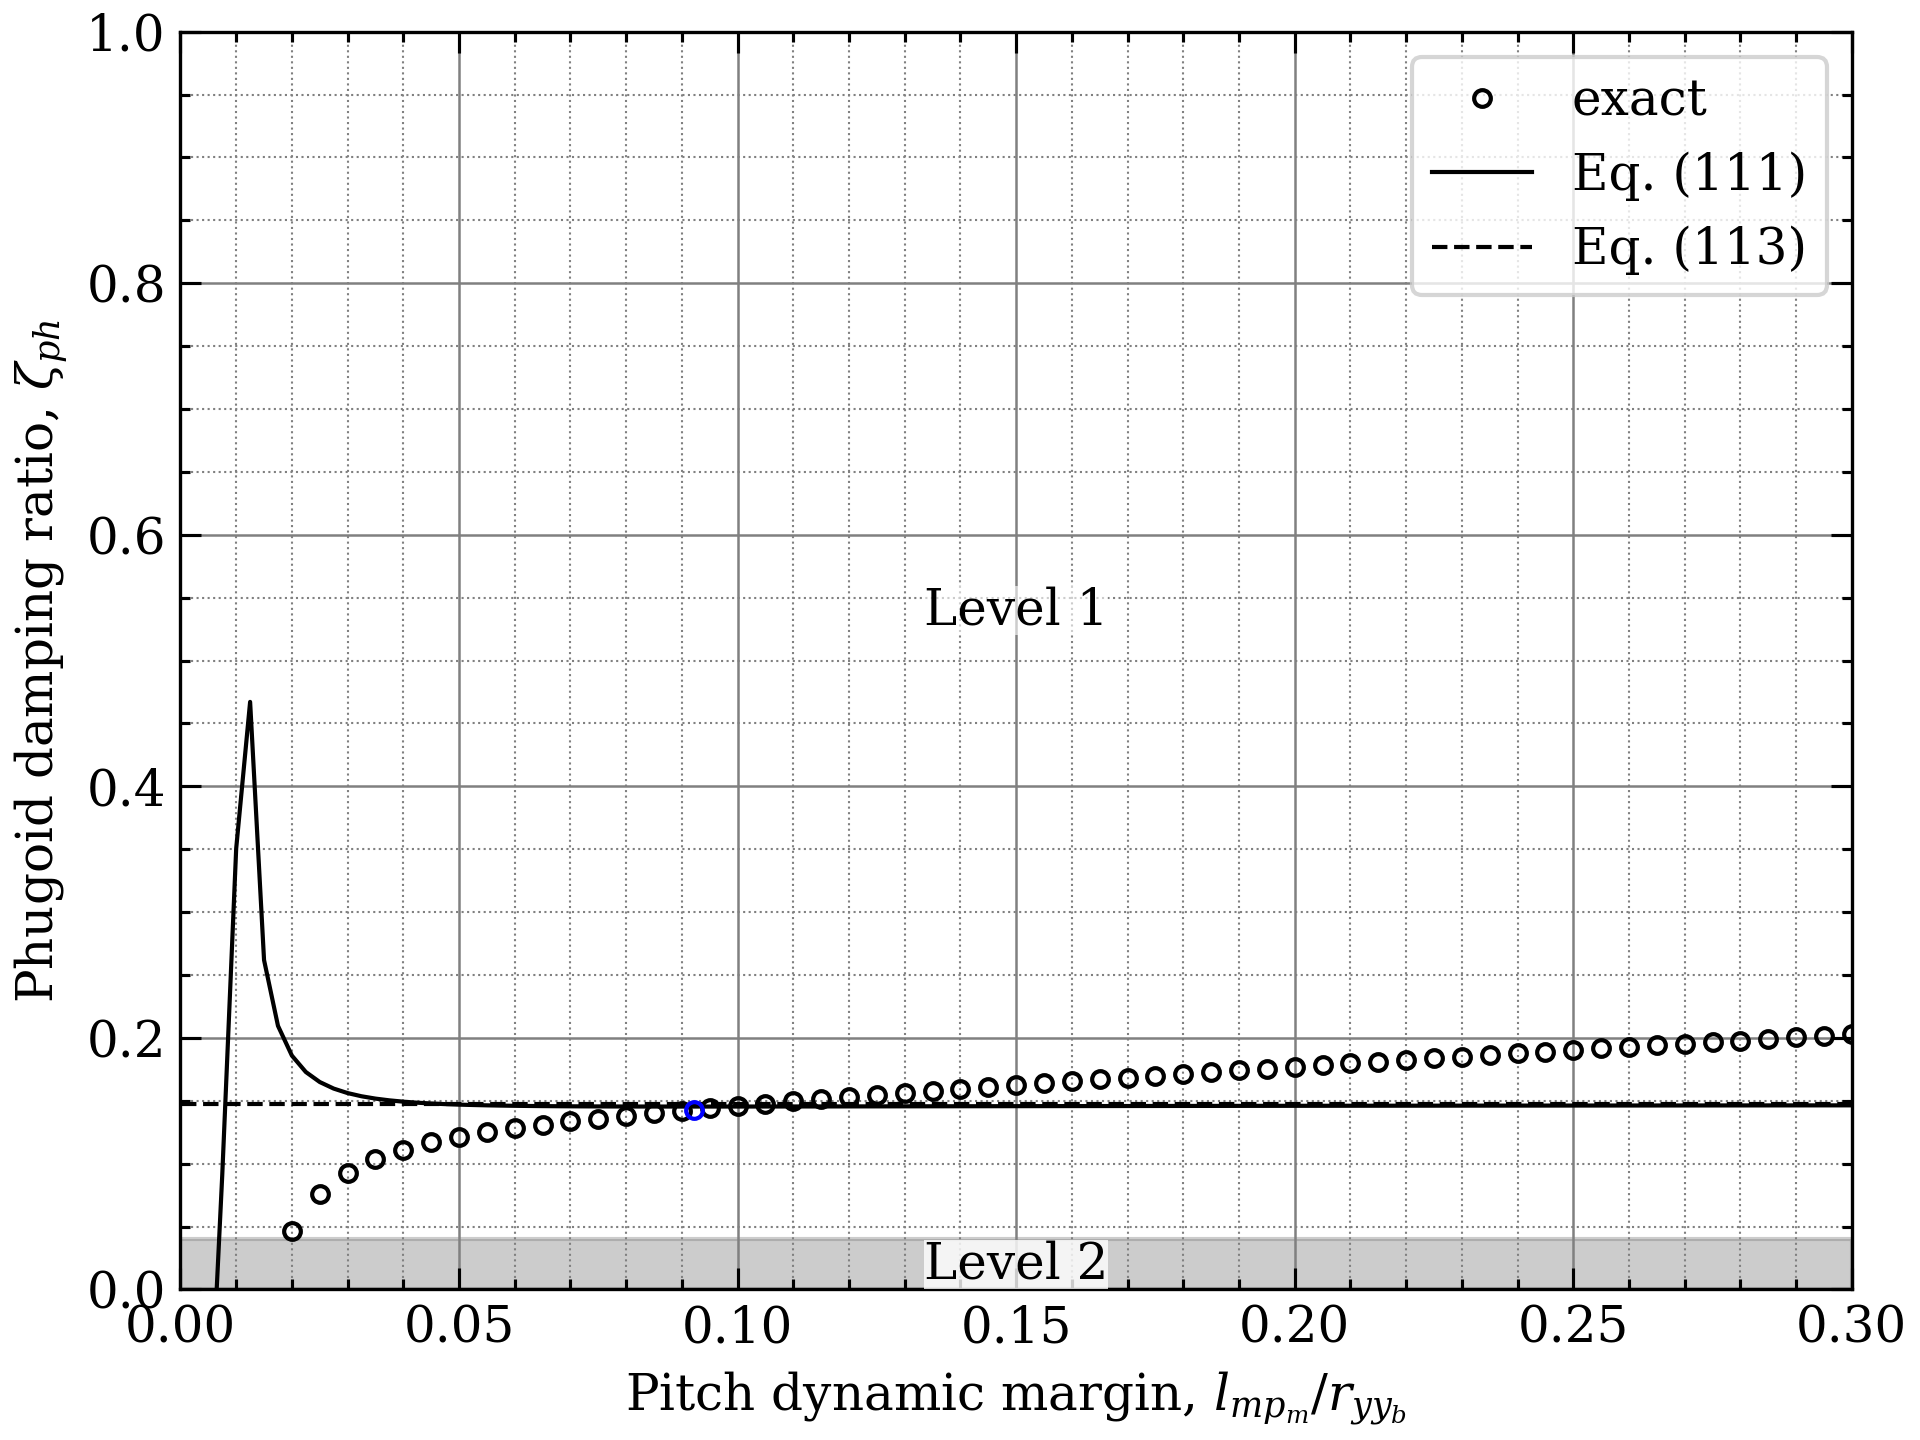 1.0
0.8
0.6
0.4
0.2
0.0
Phugoid damping ratio, ζph
exact
Eq. (111)
Eq. (113)
Level 1
Level 2
0.00 0.05 0.10 0.15 0.20 0.25 0.30
Pitch dynamic margin, lmpm/ryyb